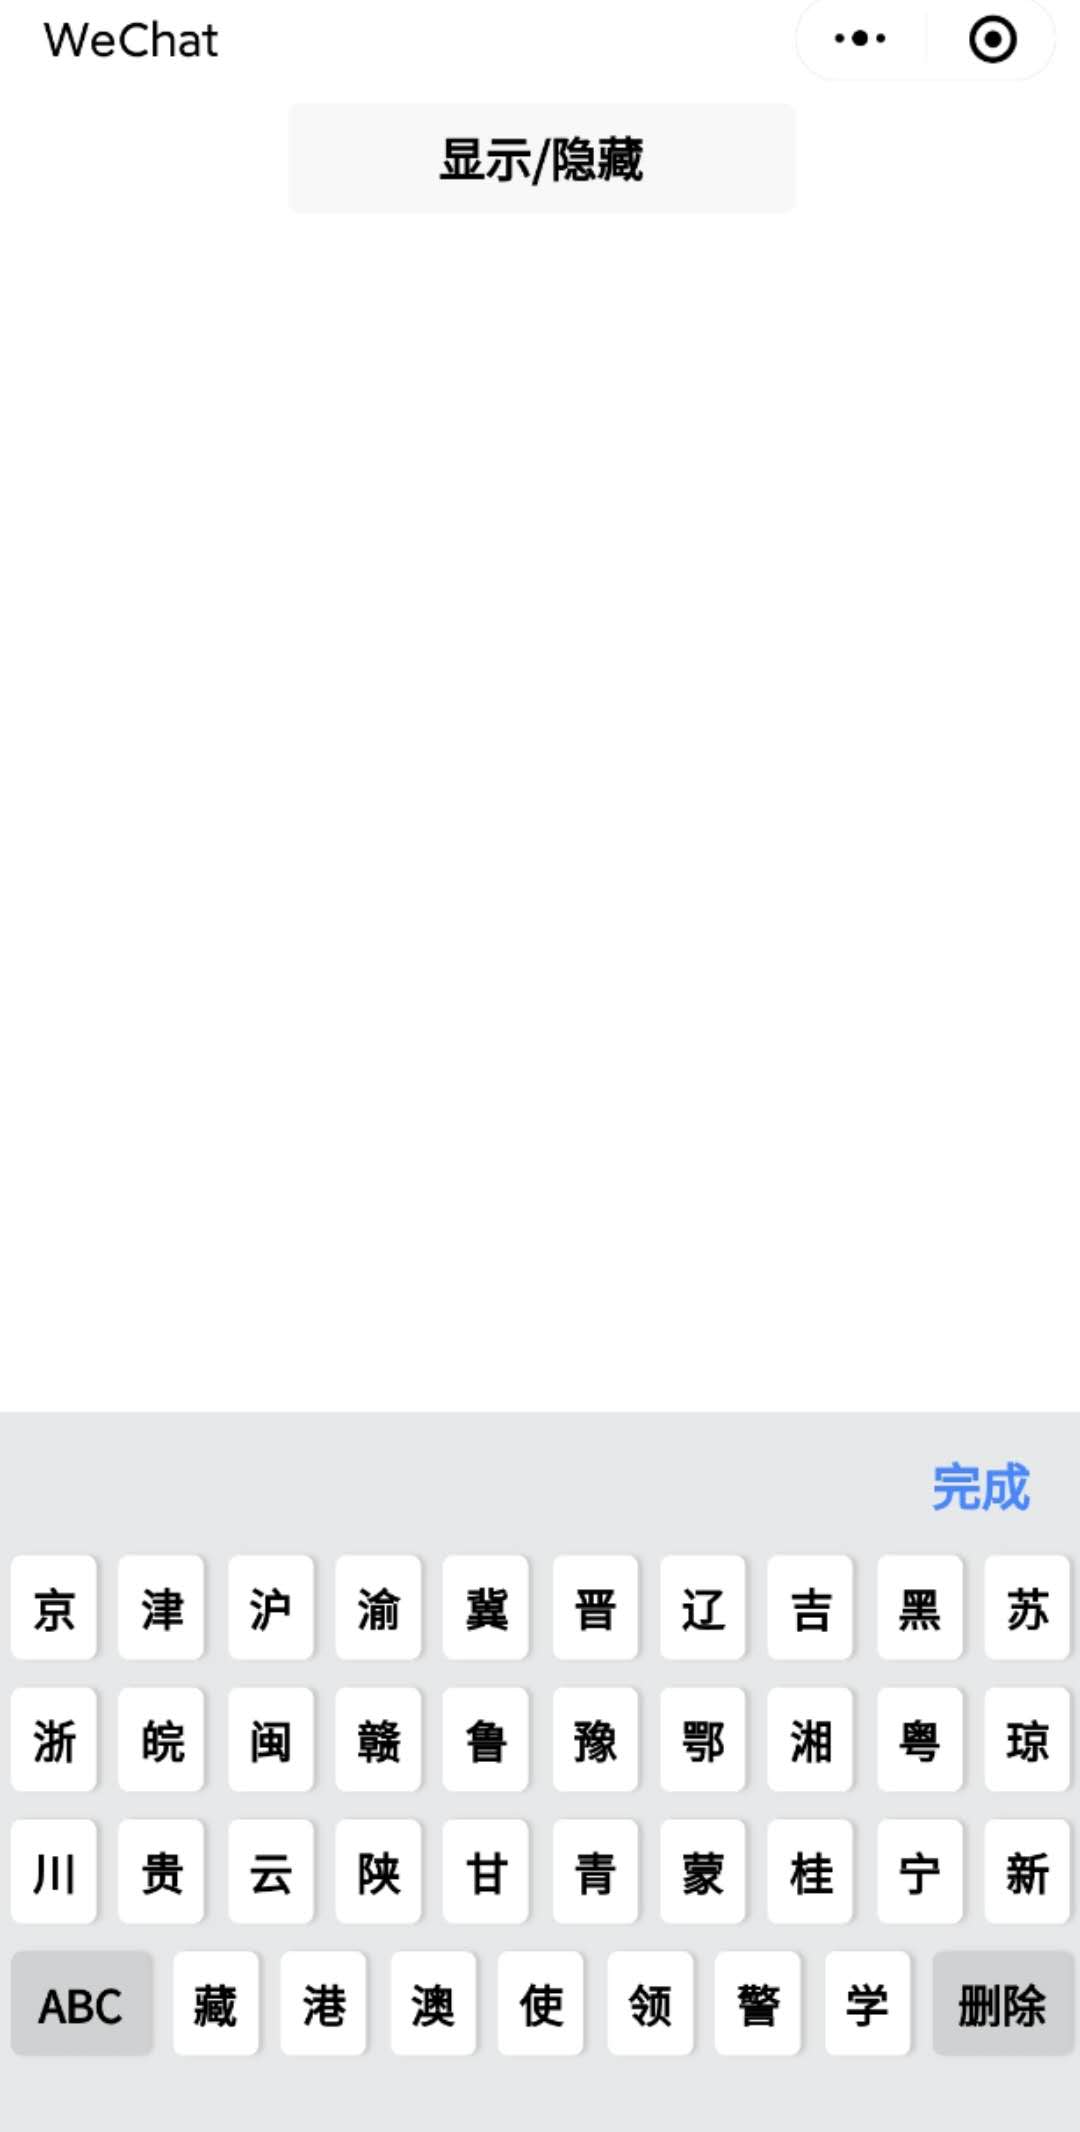 WeChat
显示/隐藏
完成
京 津 沪 渝 冀 晋 辽 吉 黑 苏
浙 皖 闽 赣 鲁 豫 鄂 湘 粤 琼
川 贵 云 陕 甘 青 蒙 桂 宁 新
ABC 藏 港 澳 使 领 警 学 删除